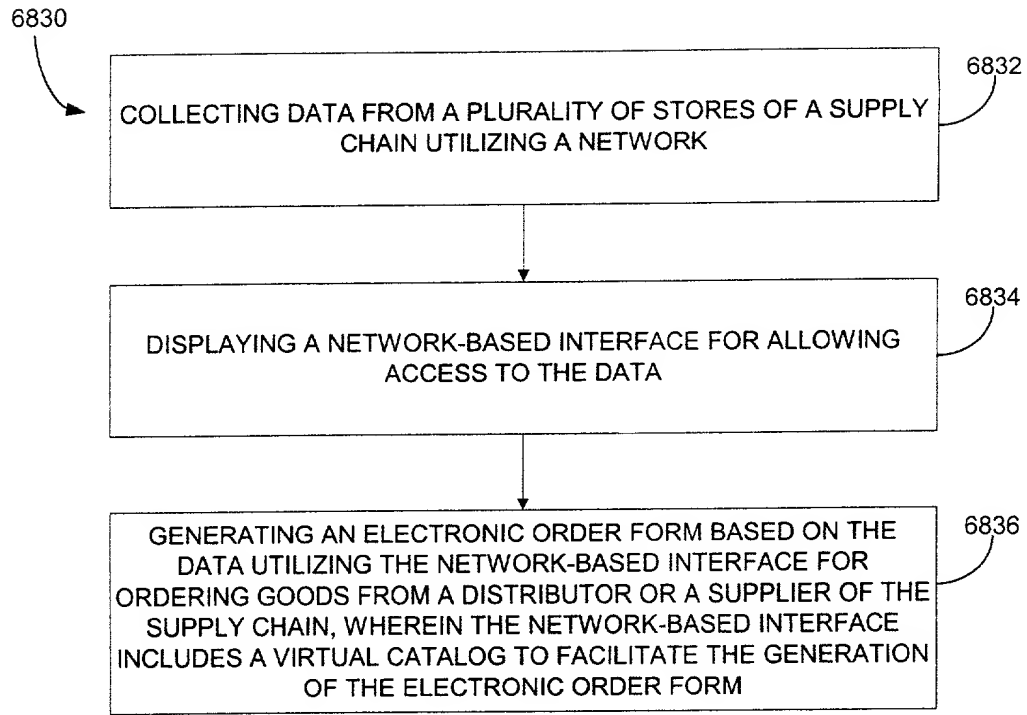 6830
6832
COLLECTING DATA FROM A PLURALITY OF STORES OF A SUPPLY
CHAIN UTILIZING A NETWORK
6834
DISPLAYING A NETWORK-BASED INTERFACE FOR ALLOWING
ACCESS TO THE DATA
6836
GENERATING AN ELECTRONIC ORDER FORM BASED ON THE
DATA UTILIZING THE NETWORK-BASED INTERFACE FOR
ORDERING GOODS FROM A DISTRIBUTOR OR A SUPPLIER OF THE
SUPPLY CHAIN, WHEREIN THE NETWORK-BASED INTERFACE
INCLUDES A VIRTUAL CATALOG TO FACILITATE THE GENERATION
OF THE ELECTRONIC ORDER FORM